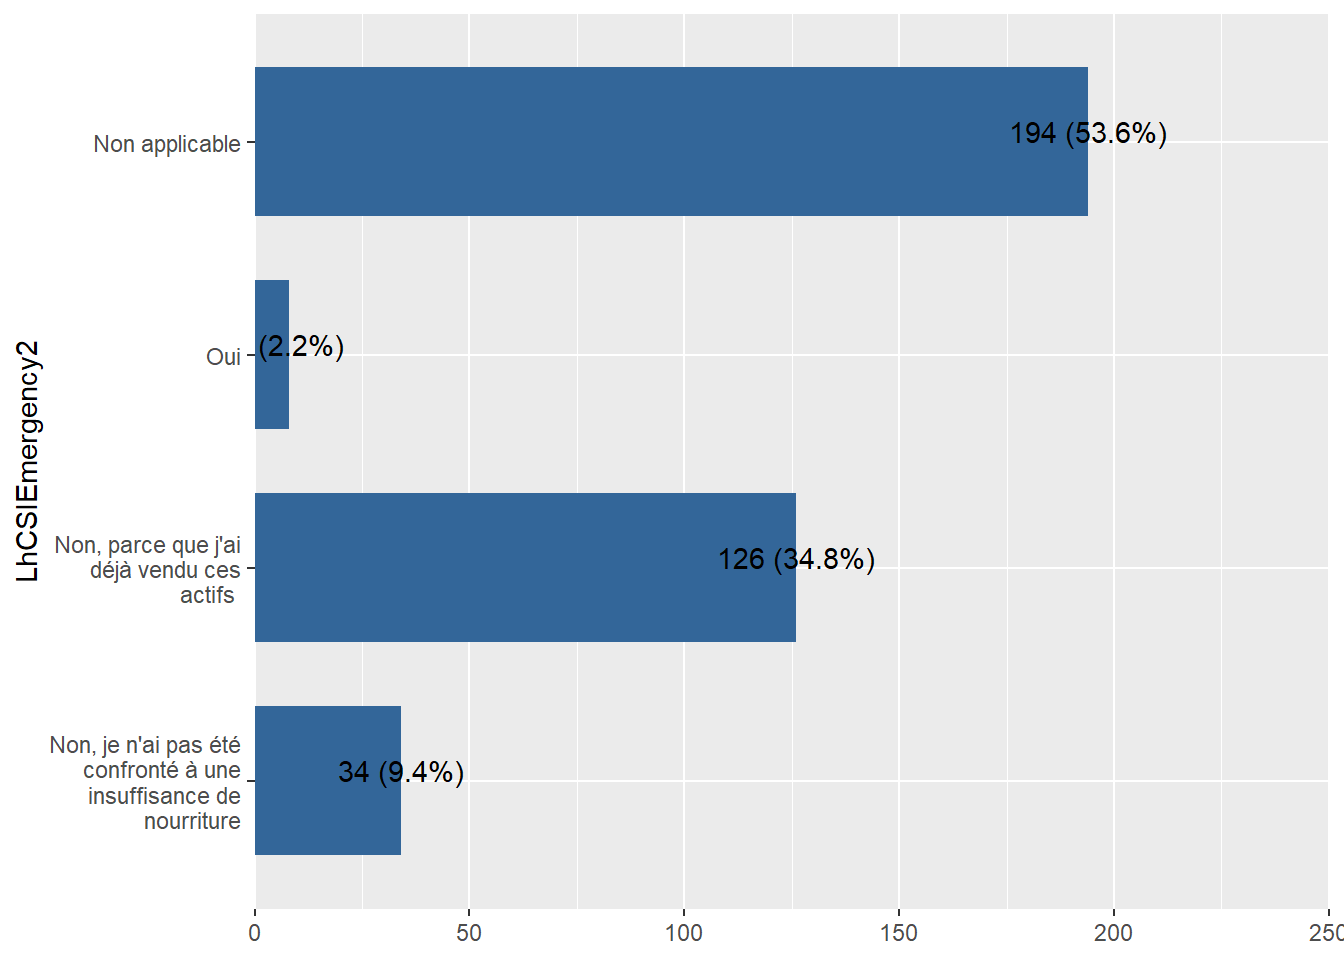 LhCSIEmergency2
Non applicable
194 (53.6%)
Oui
(2.2%)
Non, parce que j'ai
déjà vendu ces
actifs
126 (34.8%)
Non, je n'ai pas été
confronté à une
insuffisance de
nourriture
34 (9.4%)
0 50 100 150 200 250